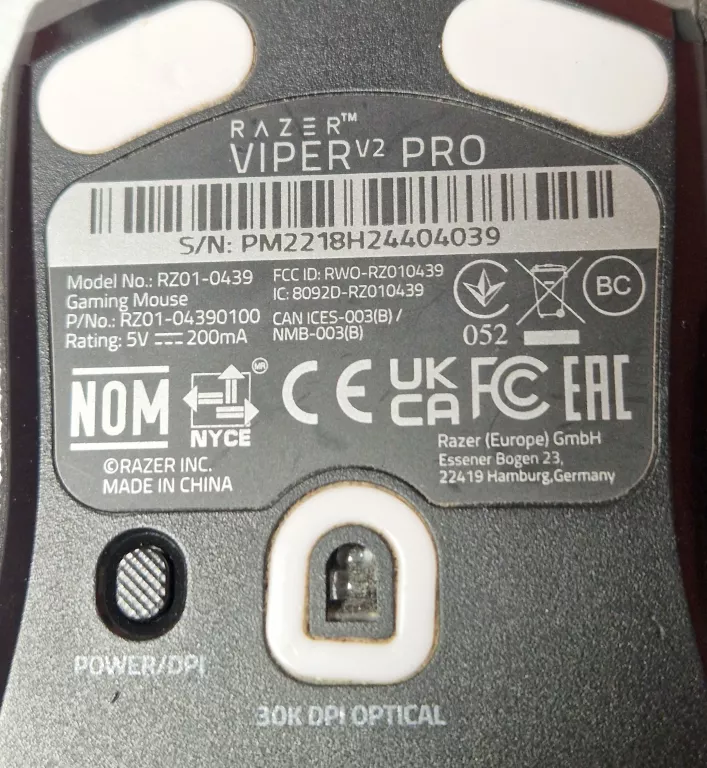 RAZER™
VIPER V2 PRO
S/N: PM2218H24404039
Model No.: RZ01-0439
Gaming Mouse
P/No.: RZ01-04390100
Rating: 5V ⎓ 200mA
FCC ID: RWO-RZ010439
IC: 8092D-RZ010439
CAN ICES-003(B) /
NMB-003(B)
052
BC
NOM
NYCE
MR
CE
UK
CA
FC
EAC
©RAZER INC.
MADE IN CHINA
Razer (Europe) GmbH
Essener Bogen 23,
22419 Hamburg,Germany
POWER/DPI
30K DPI OPTICAL